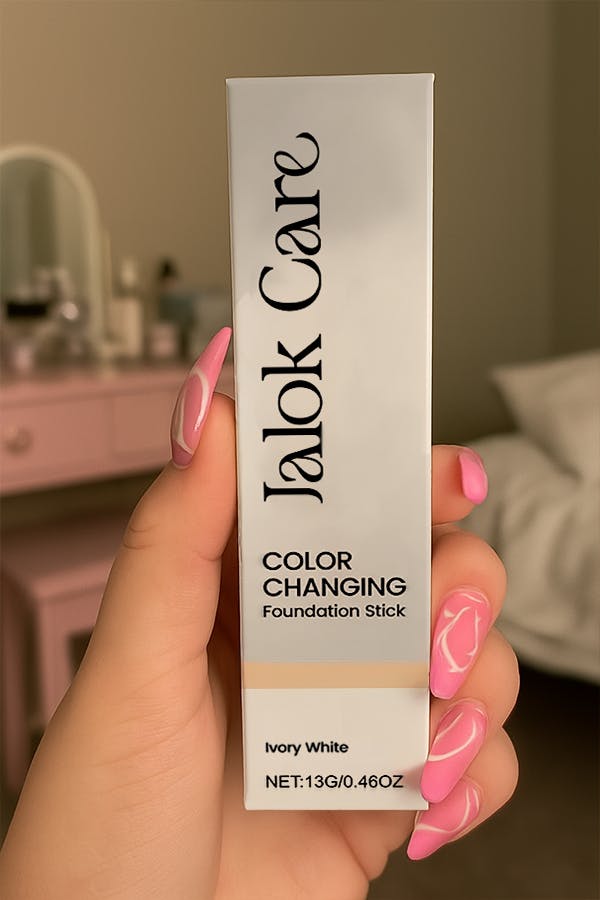 Jalok Care
COLOR
CHANGING
Foundation Stick
Ivory White
NET:13G/0.46OZ